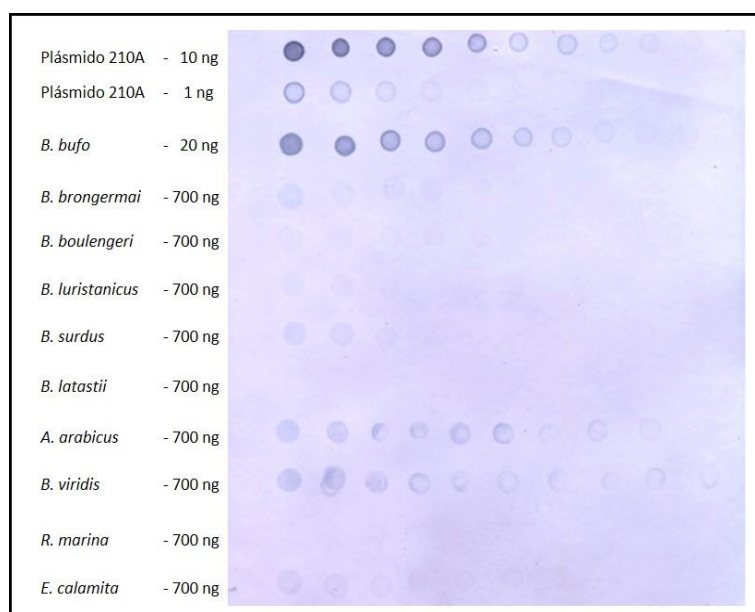 Plásmido 210A - 10 ng
Plásmido 210A - 1 ng
B. bufo - 20 ng
B. brongermai - 700 ng
B. boulengeri - 700 ng
B. luristanicus - 700 ng
B. surdus - 700 ng
B. latastii - 700 ng
A. arabicus - 700 ng
B. viridis - 700 ng
R. marina - 700 ng
E. calamita - 700 ng